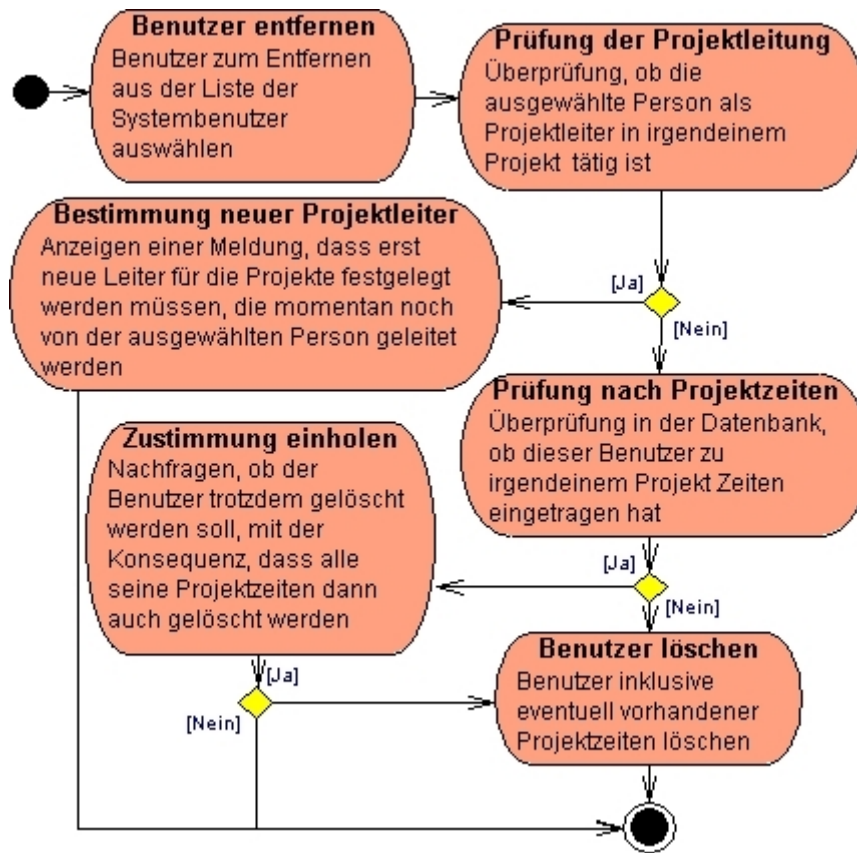 Benutzer entfernen
Benutzer zum Entfernen
aus der Liste der
Systembenutzer
auswählen
Prüfung der Projektleitung
Überprüfung, ob die
ausgewählte Person als
Projektleiter in irgendeinem
Projekt tätig ist
Bestimmung neuer Projektleiter
Anzeigen einer Meldung, dass erst
neue Leiter für die Projekte festgelegt
werden müssen, die momentan noch
von der ausgewählten Person geleitet
werden
[Ja]
[Nein]
Prüfung nach Projektzeiten
Überprüfung in der Datenbank,
ob dieser Benutzer zu
irgendeinem Projekt Zeiten
eingetragen hat
Zustimmung einholen
Nachfragen, ob der
Benutzer trotzdem gelöscht
werden soll, mit der
Konsequenz, dass alle
seine Projektzeiten dann
auch gelöscht werden
[Ja]
[Nein]
Benutzer löschen
Benutzer inklusive
eventuell vorhandener
Projektzeiten löschen
[Ja]
[Nein]